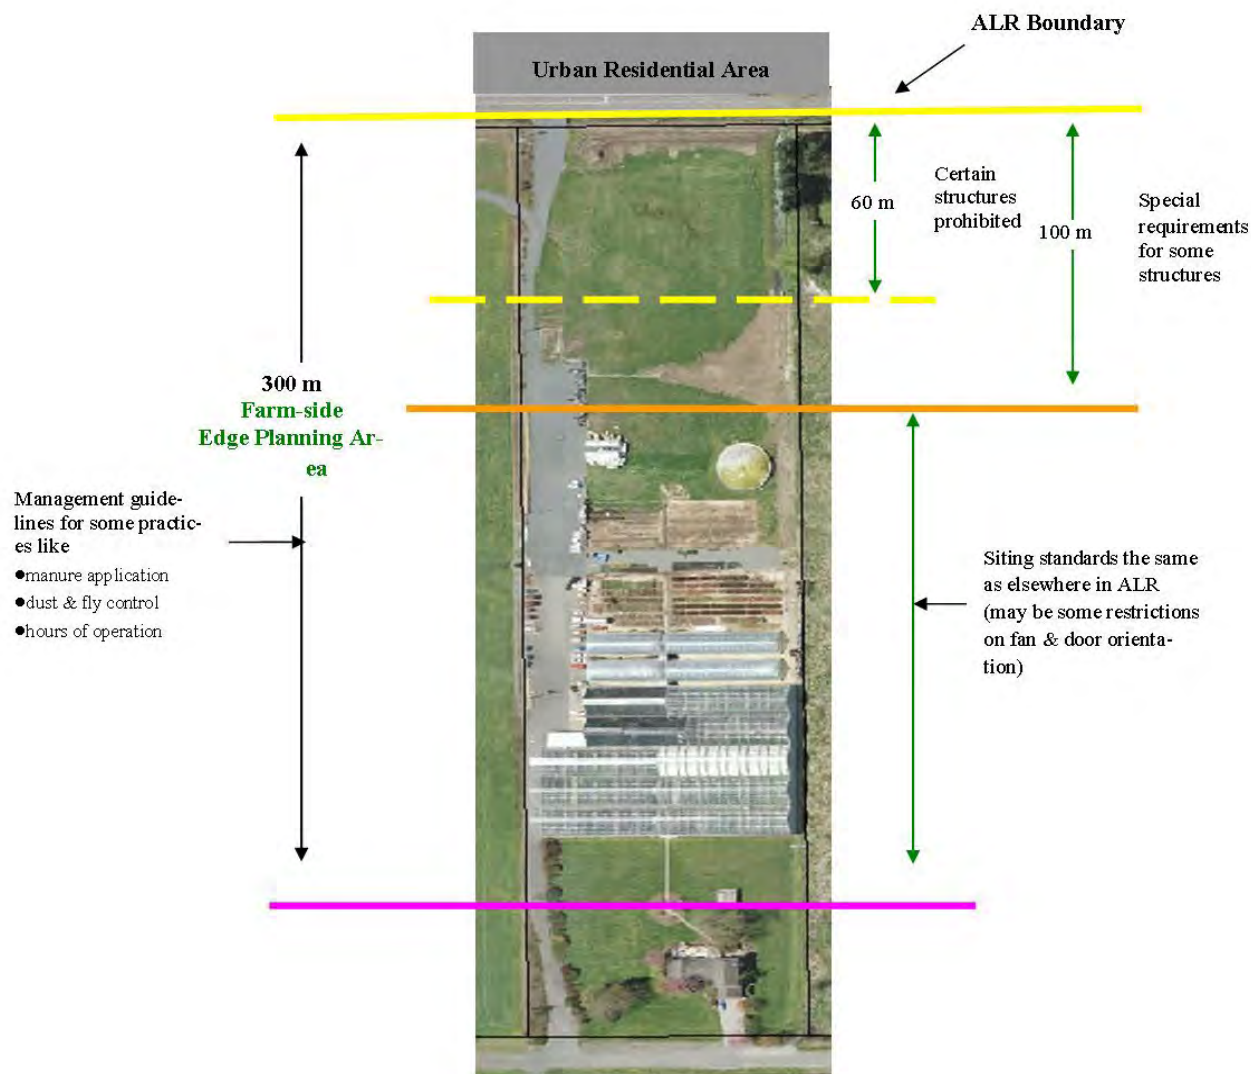 ALR Boundary
Urban Residential Area
60 m
Certain
structures
prohibited
100 m
Special
requirements
for some
structures
300 m
Farm-side
Edge Planning Ar-
ea
Management guide-
lines for some practic-
es like
●manure application
●dust & fly control
●hours of operation
Siting standards the same
as elsewhere in ALR
(may be some restrictions
on fan & door orienta-
tion)